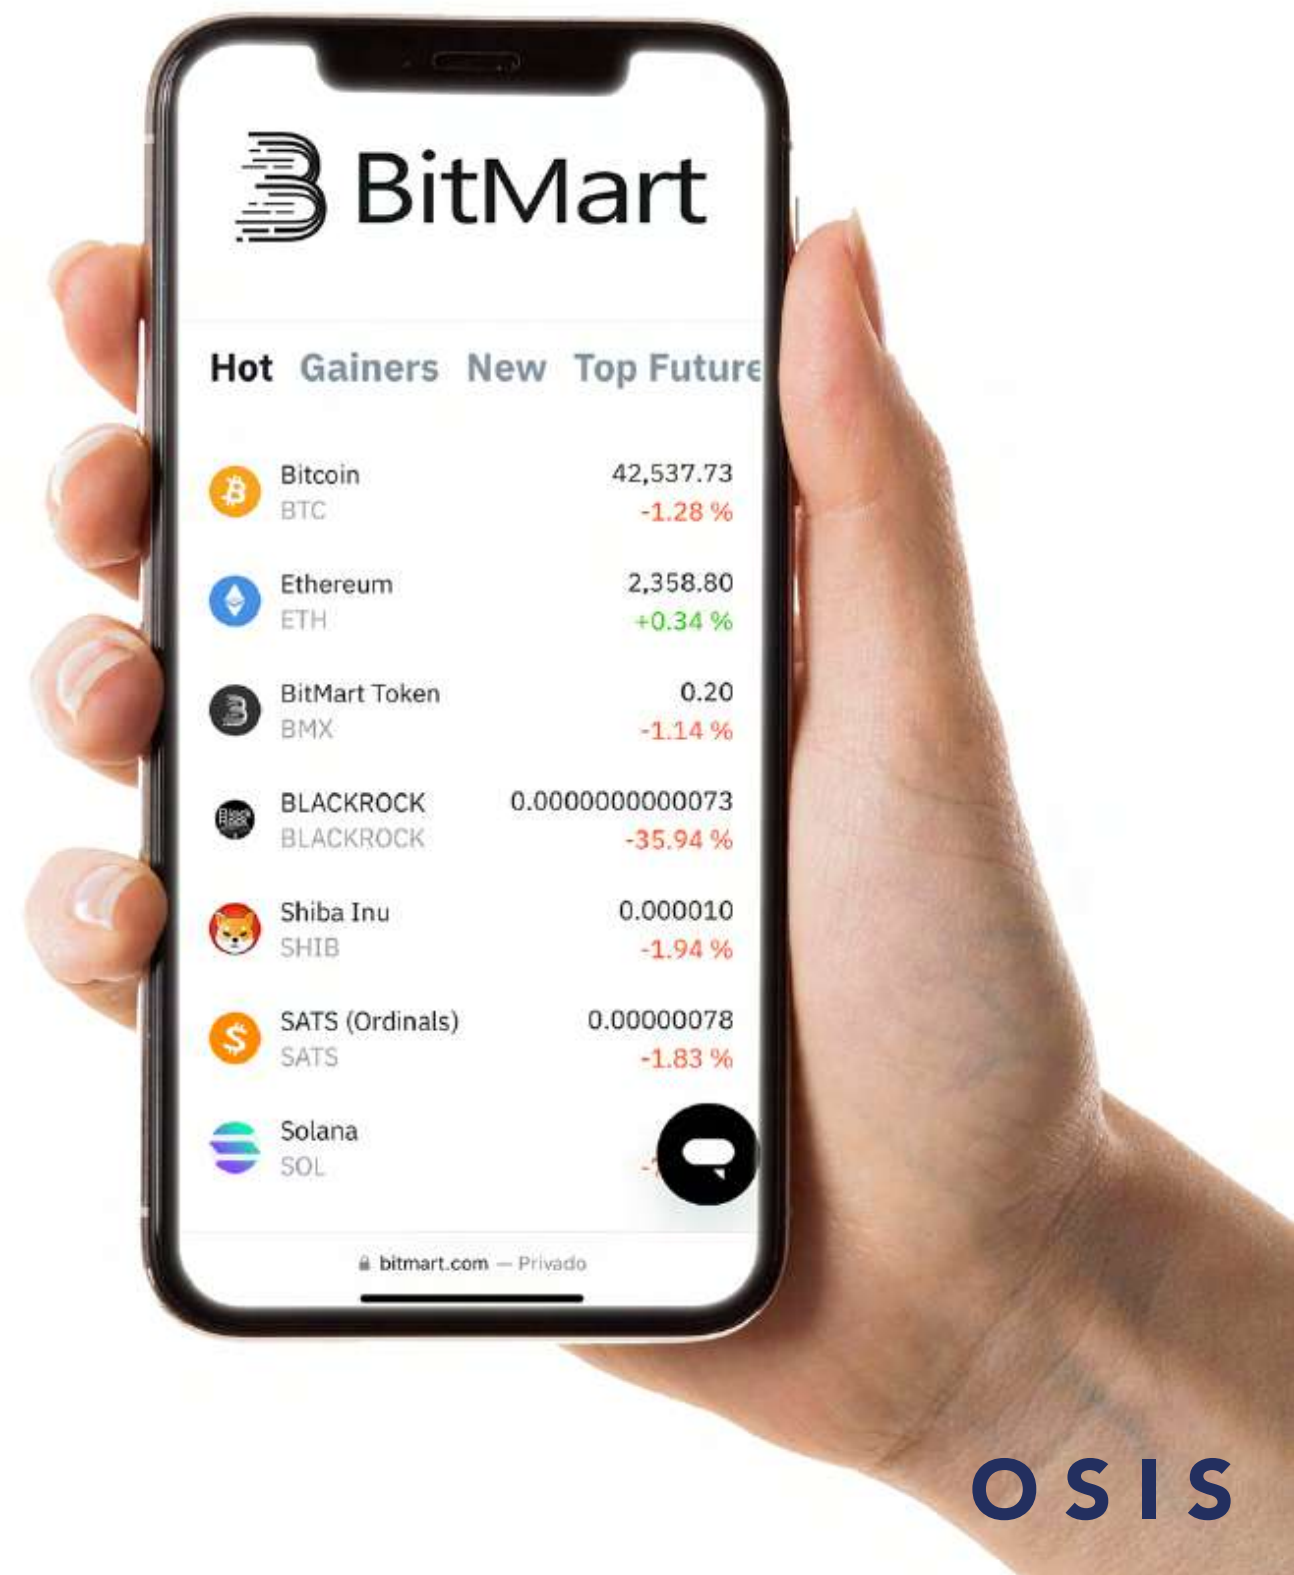 BitMart
Hot Gainers New Top Future
Bitcoin 42,537.73
BTC -1.28 %
Ethereum 2,358.80
ETH +0.34 %
BitMart Token 0.20
BMX -1.14 %
BLACKROCK 0.0000000000073
BLACKROCK -35.94 %
Shiba Inu 0.000010
SHIB -1.94 %
SATS (Ordinals) 0.00000078
SATS -1.83 %
Solana
SOL
bitmart.com — Privado
OSIS